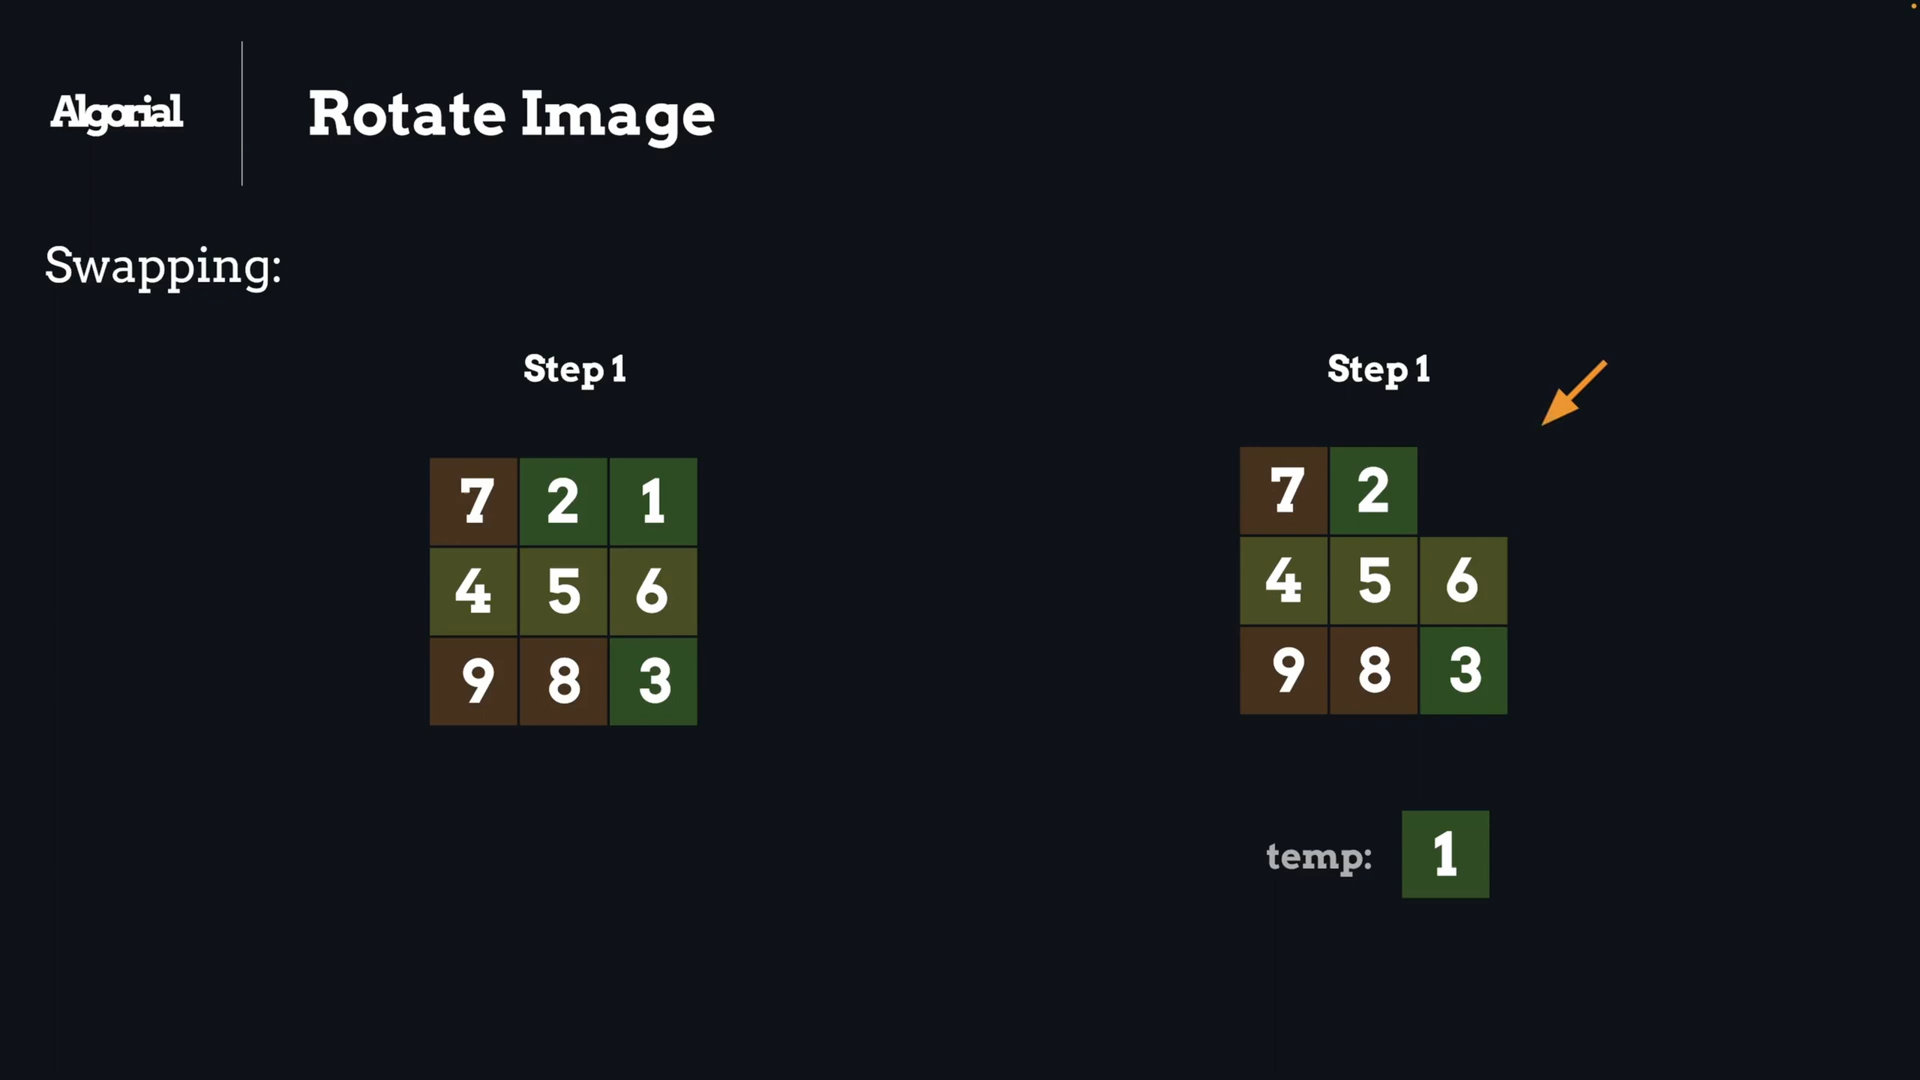 Algorial
Rotate Image
Swapping:
Step 1
7 2 1
4 5 6
9 8 3
Step 1
7 2
4 5 6
9 8 3
temp: 1